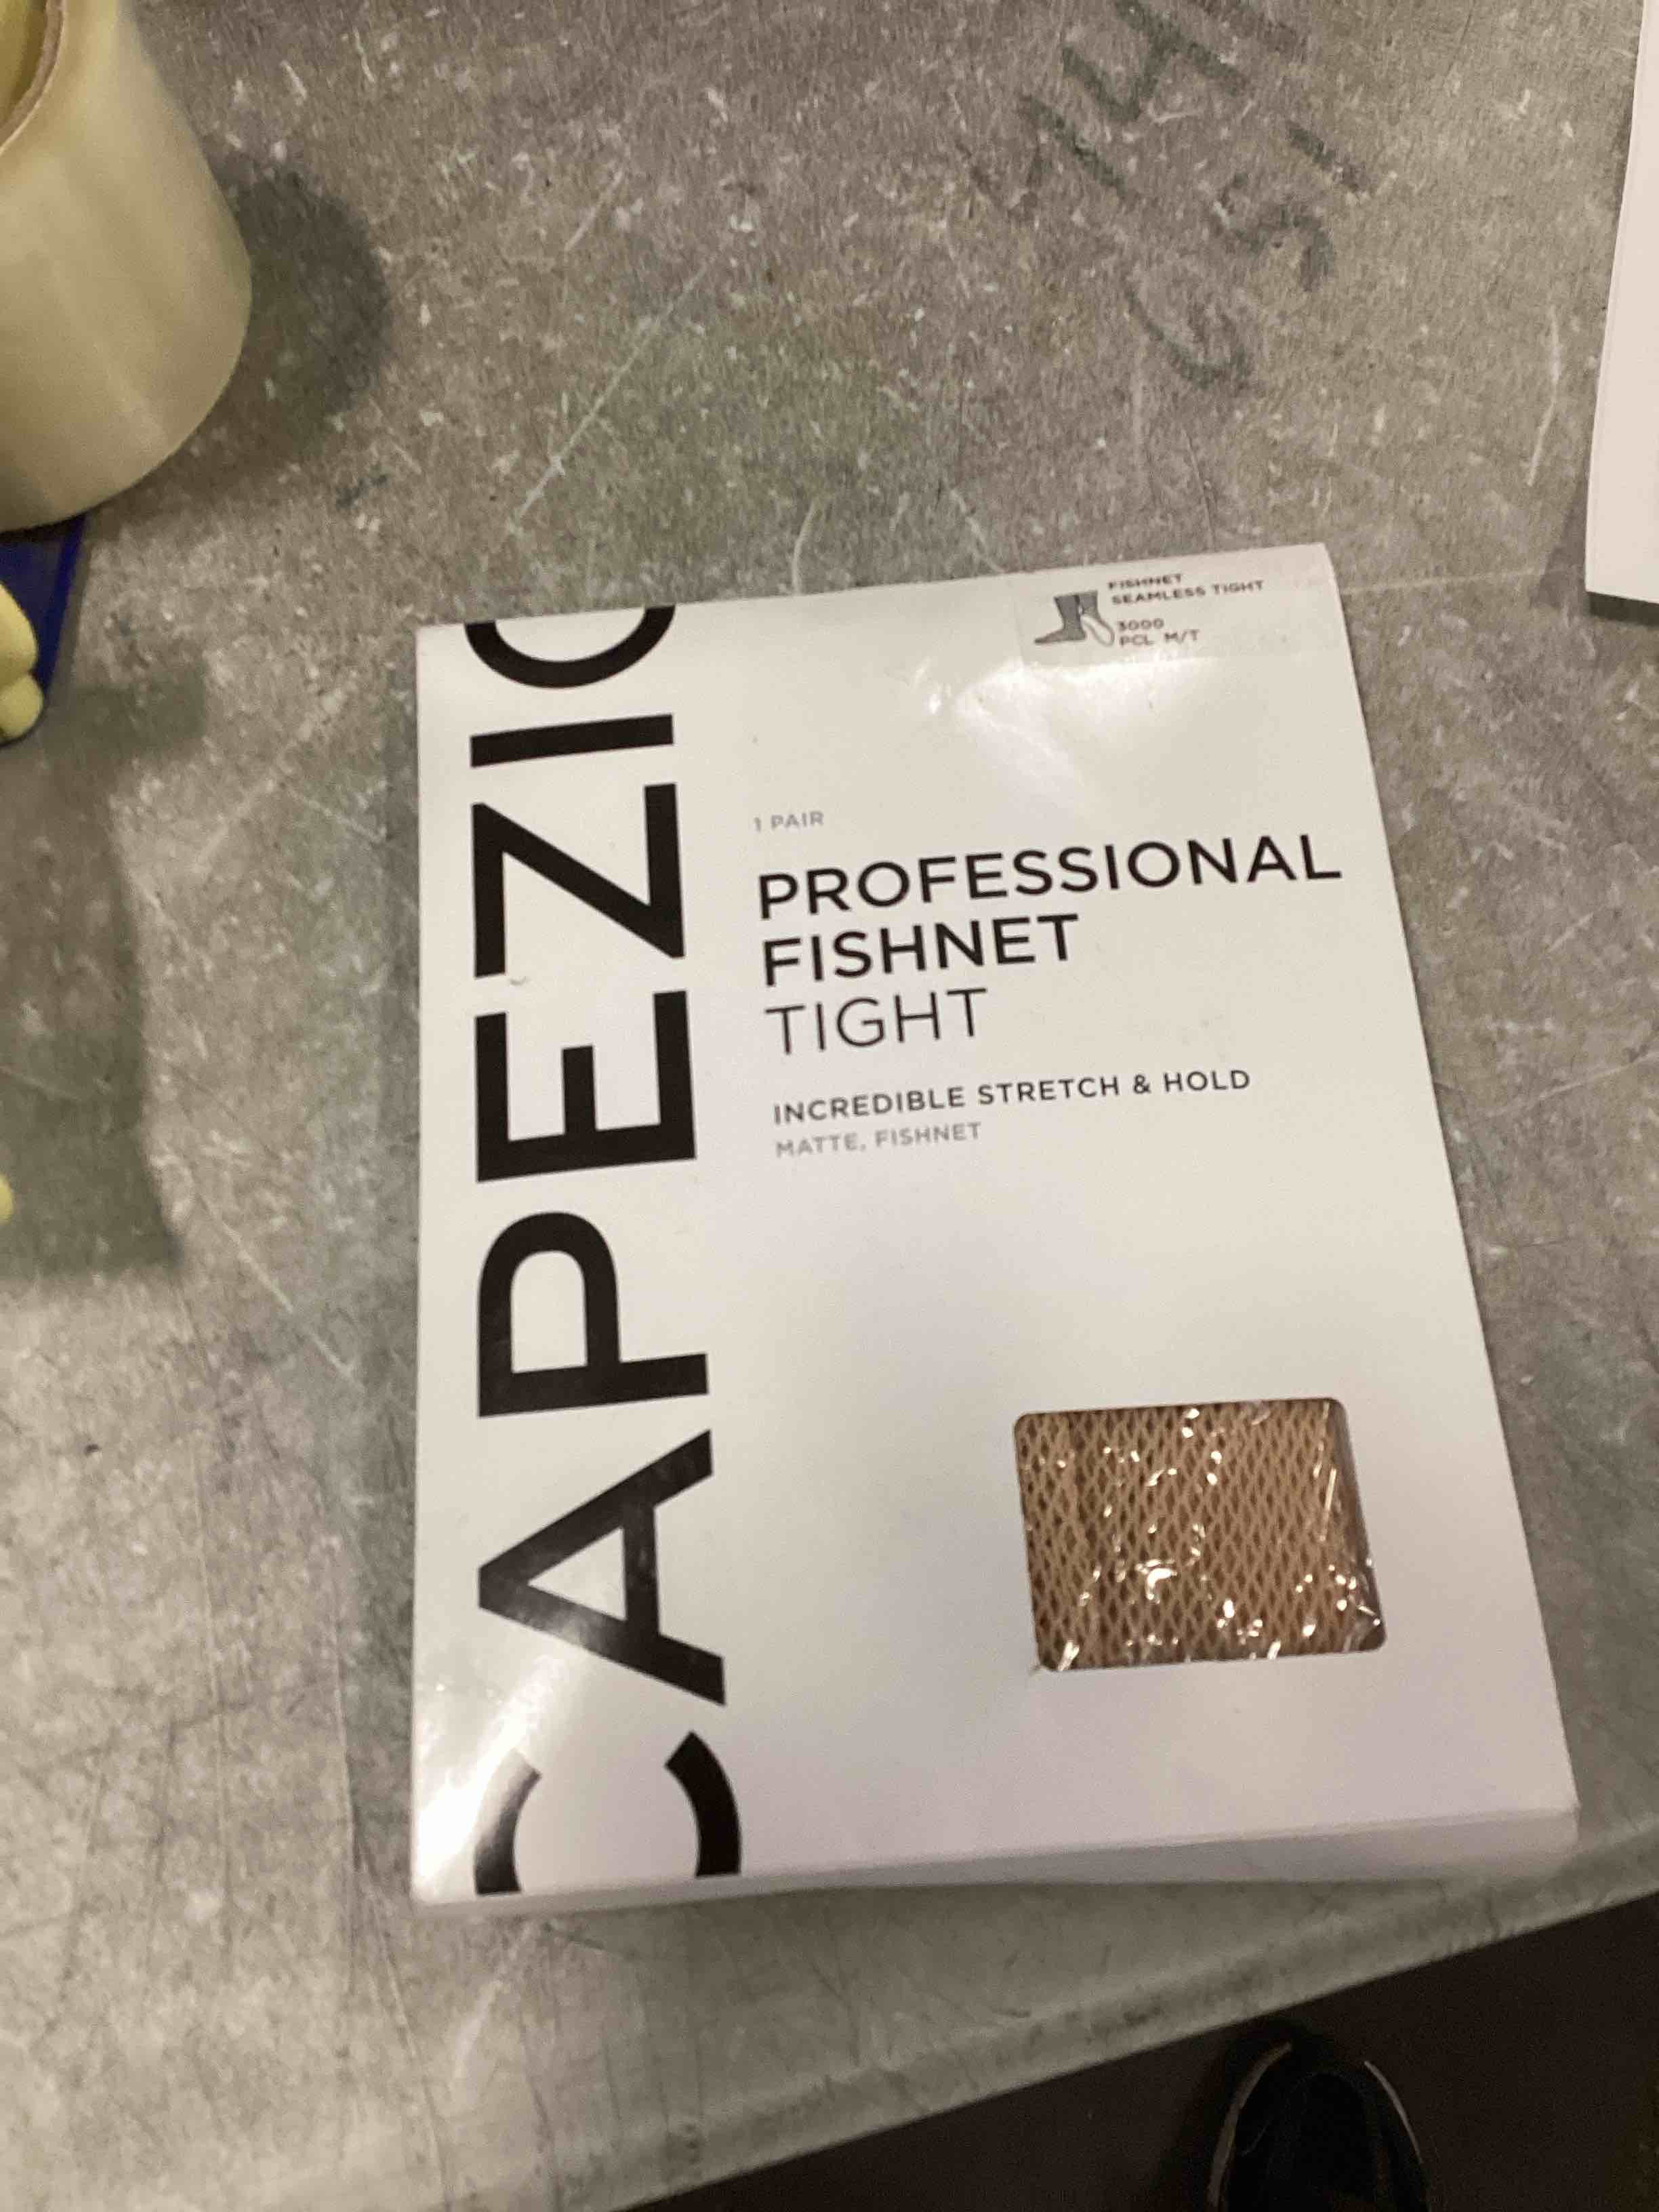 FISHNET
SEAMLESS TIGHT
3000
PCL M/T
CAPEZIO
1 PAIR
PROFESSIONAL
FISHNET
TIGHT
INCREDIBLE STRETCH & HOLD
MATTE, FISHNET